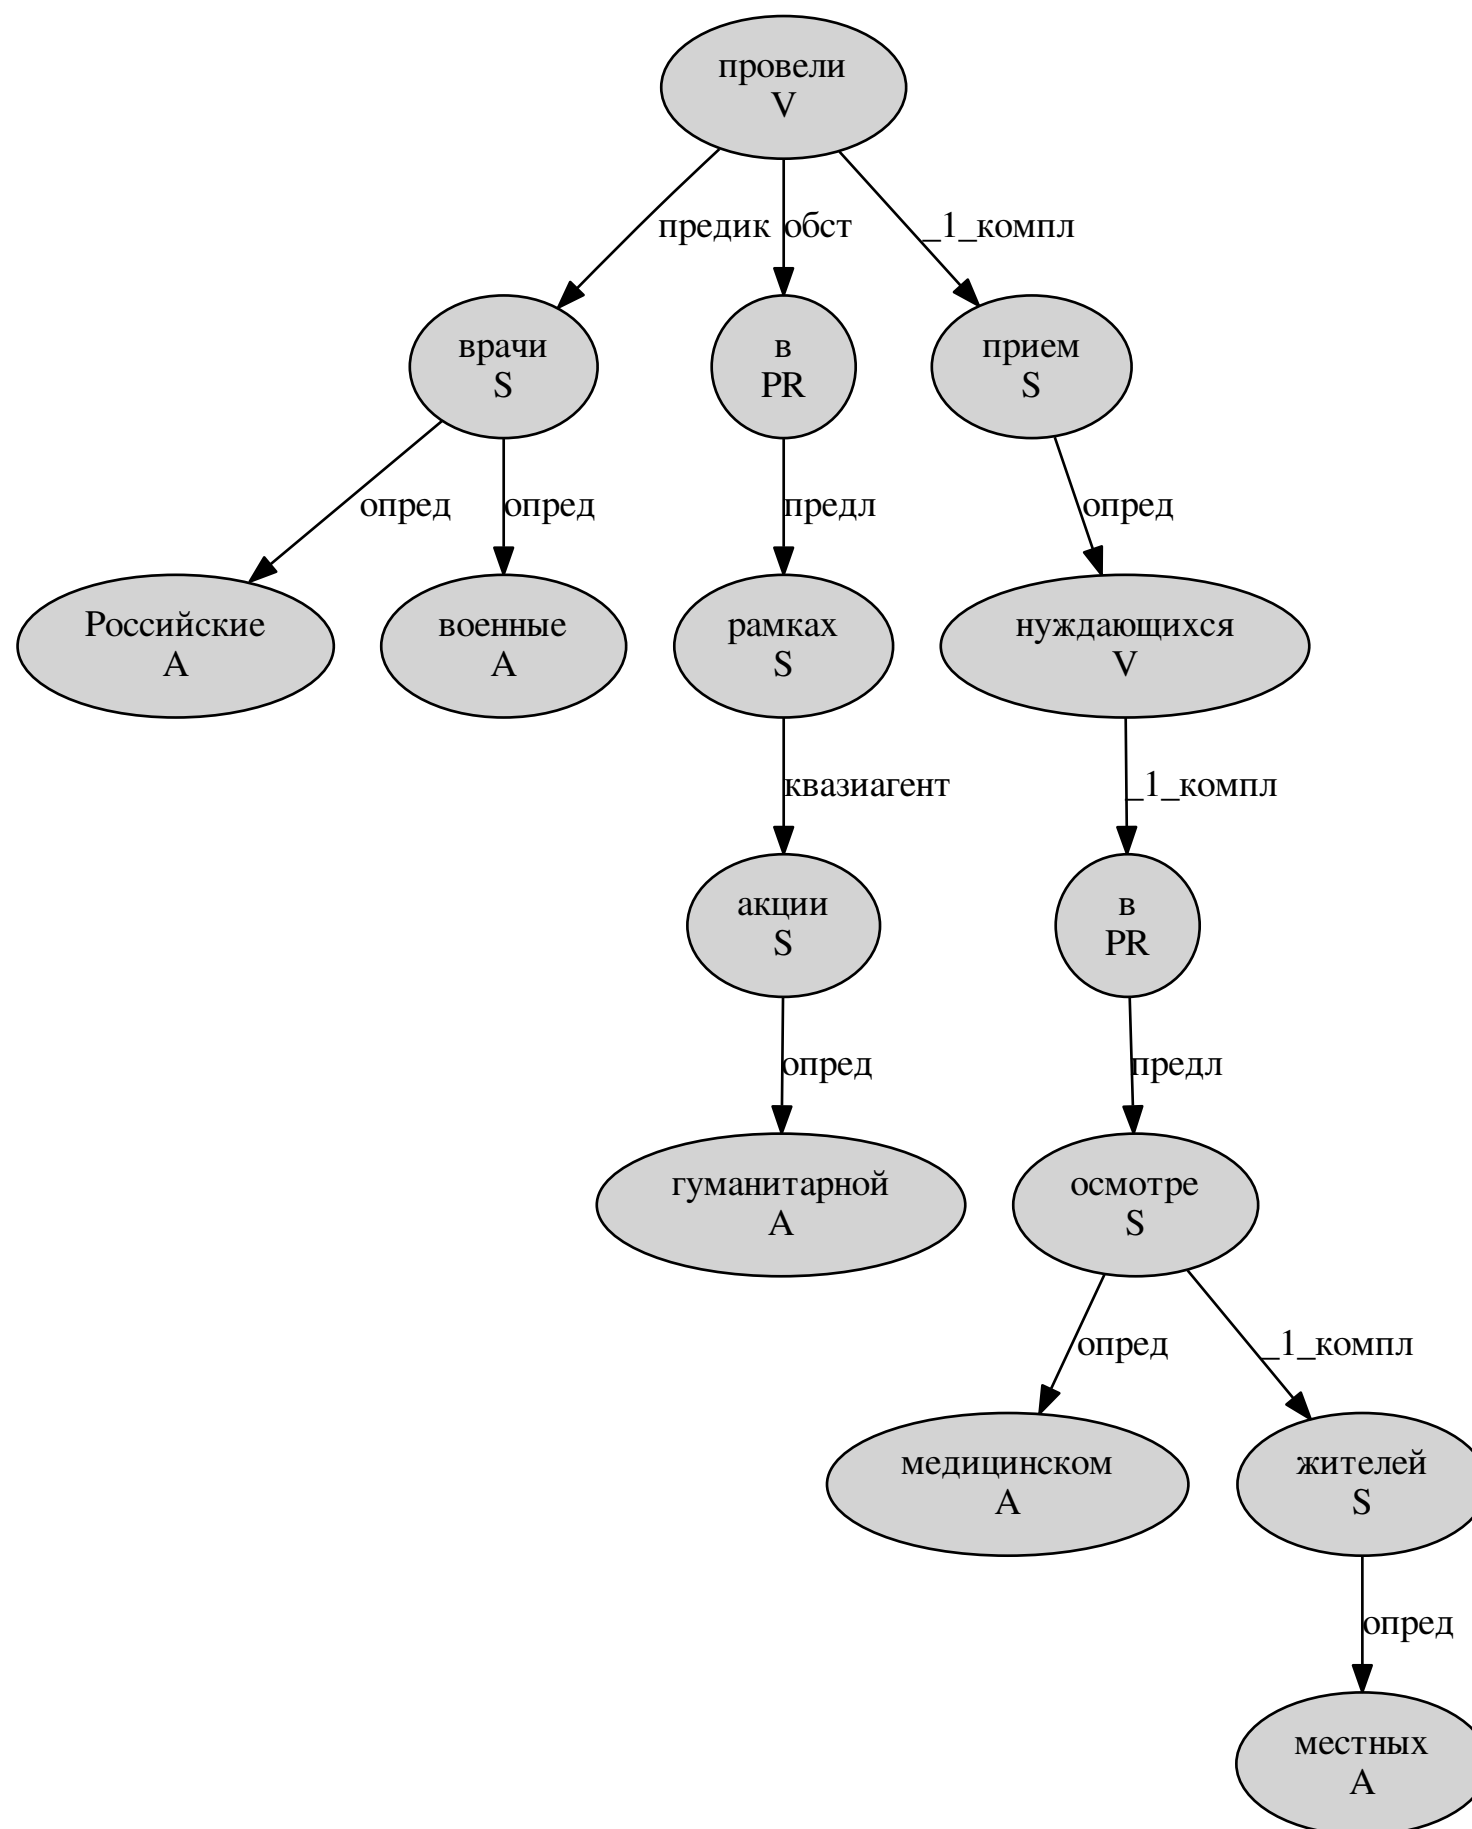 провели
V
предик обст _1_компл
врачи
S
в
PR
прием
S
опред опред предл опред
Российские
A
военные
A
рамках
S
нуждающихся
V
квазиагент _1_компл
акции
S
в
PR
опред предл
гуманитарной
A
осмотре
S
опред _1_компл
медицинском
A
жителей
S
опред
местных
A